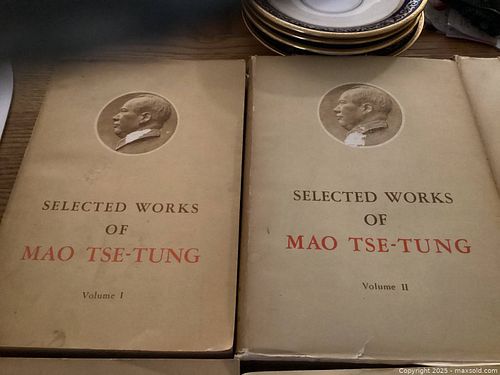 SELECTED WORKS
OF
MAO TSE-TUNG
Volume I
SELECTED WORKS
OF
MAO TSE-TUNG
Volume II
Copyright 2025 - maxsold.com